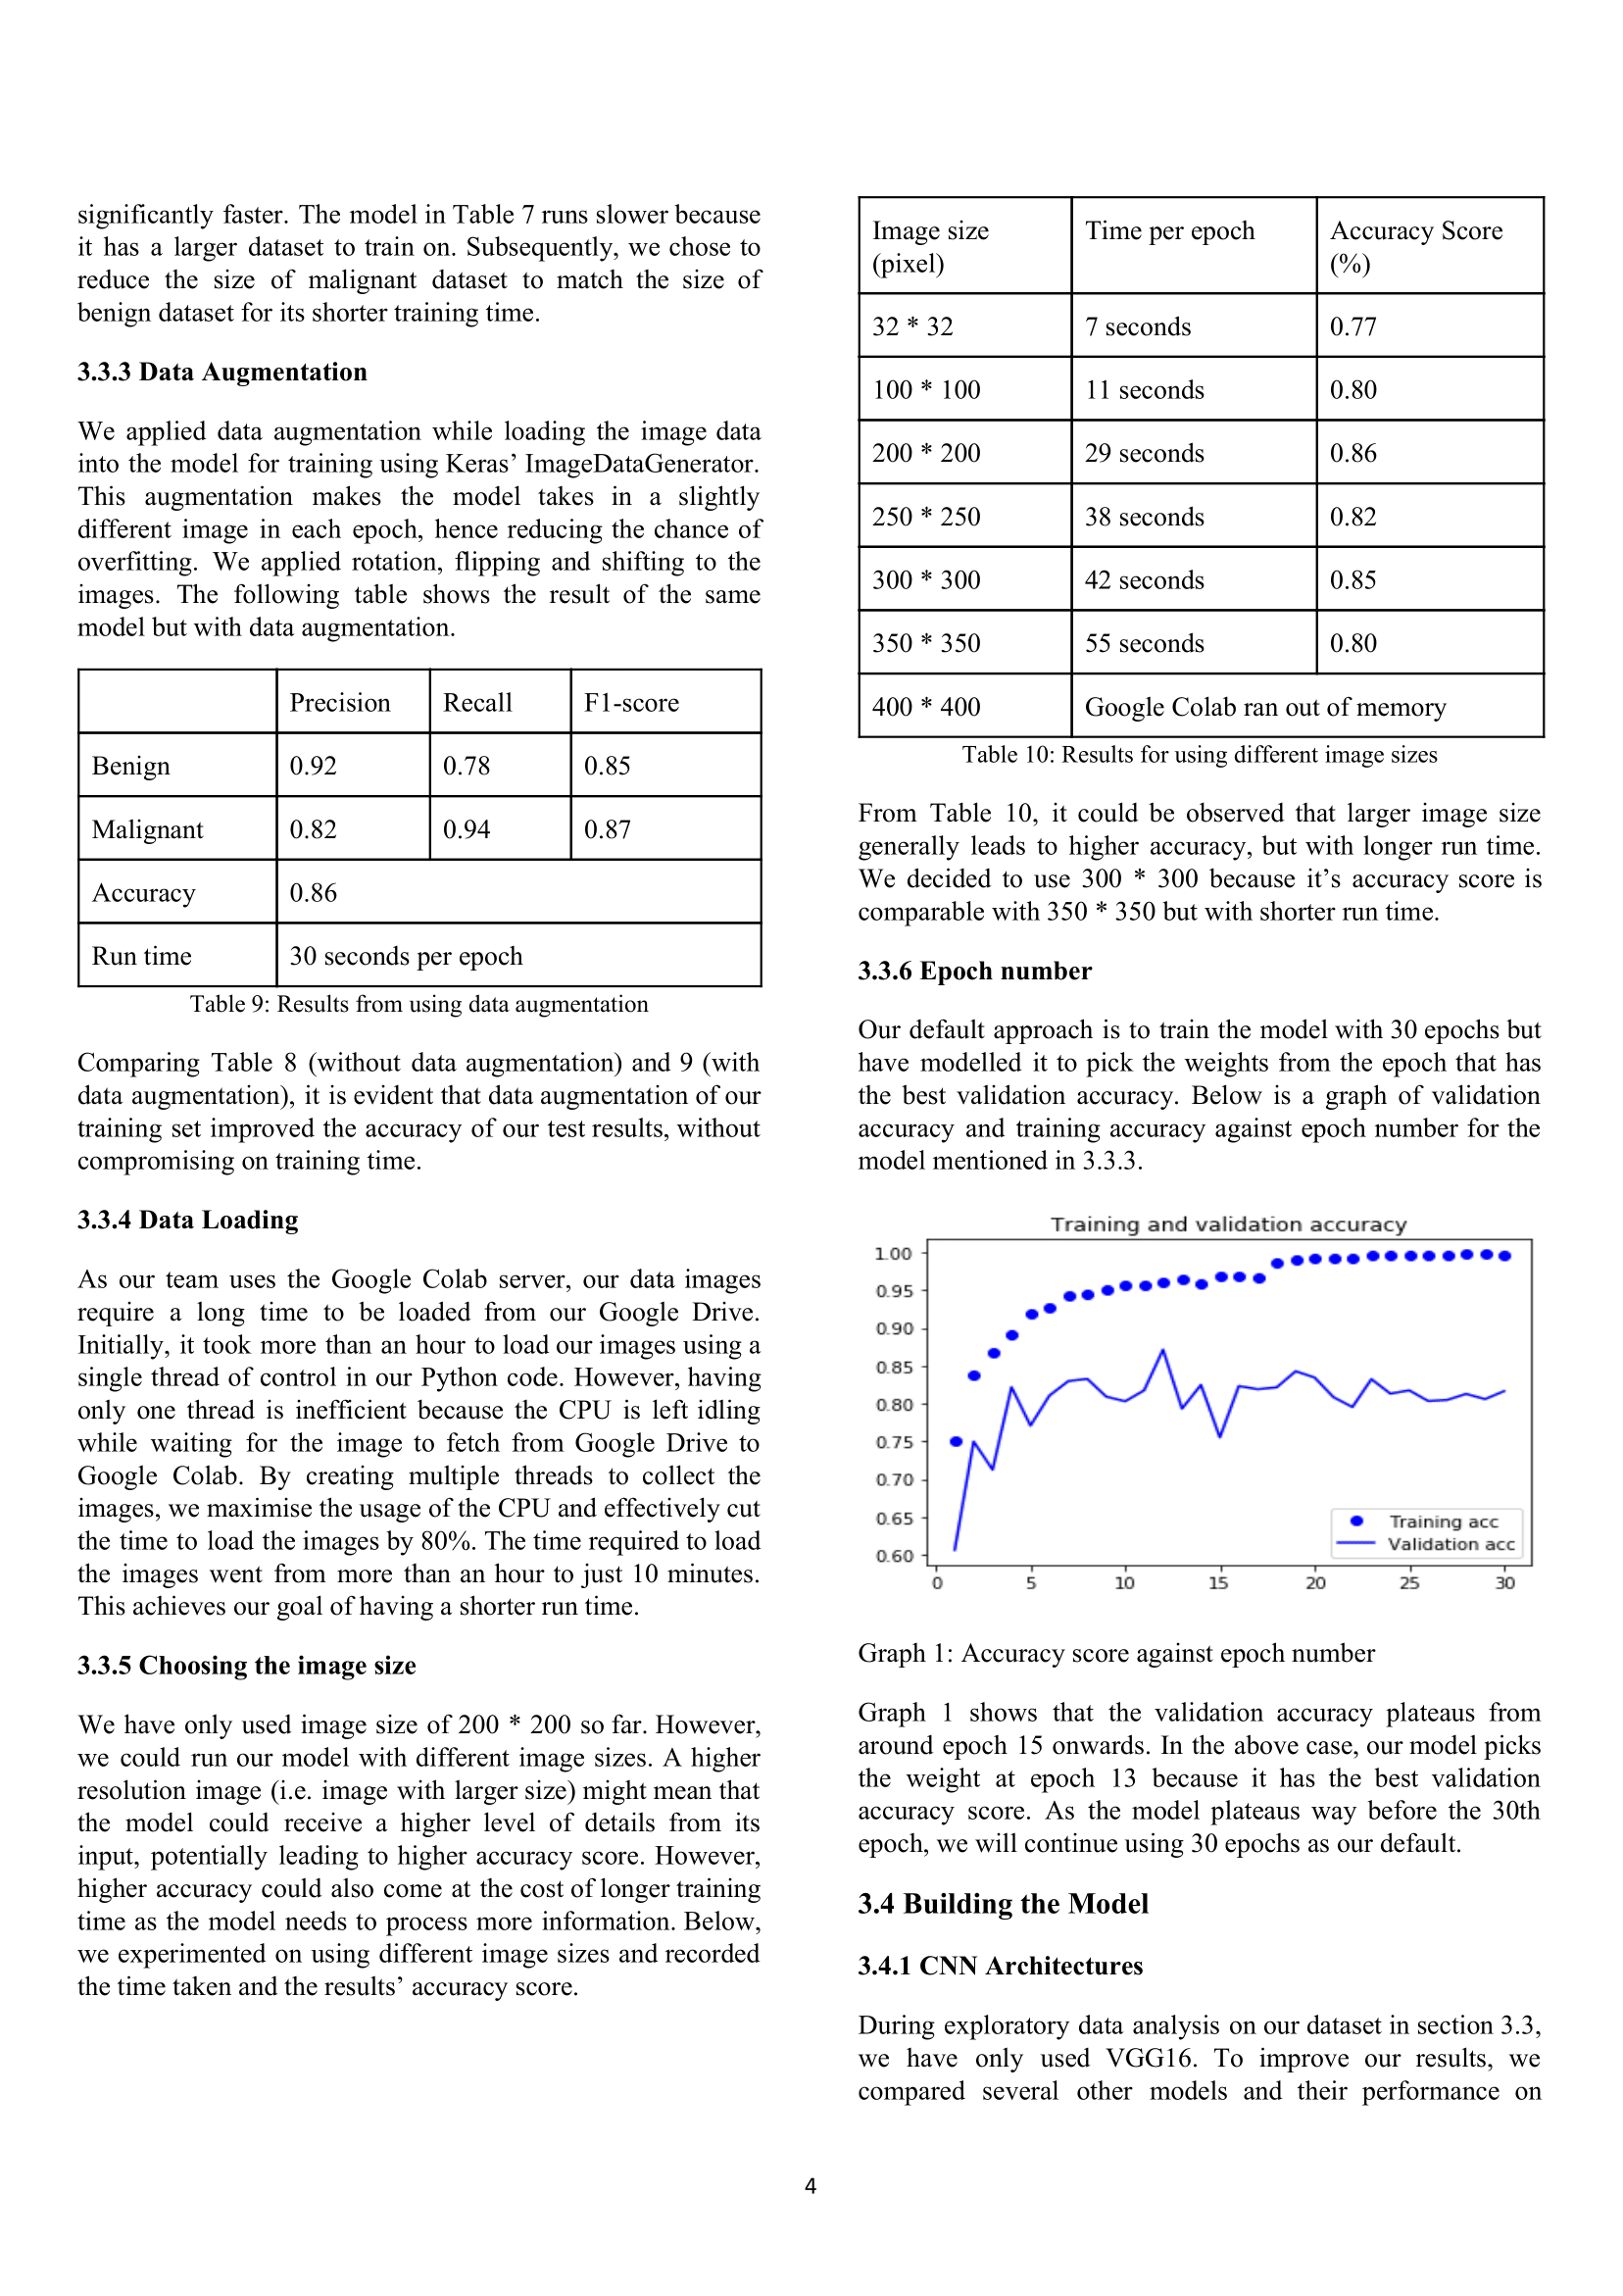 significantly faster. The model in Table 7 runs slower because
it has a larger dataset to train on. Subsequently, we chose to
reduce the size of malignant dataset to match the size of
benign dataset for its shorter training time.
3.3.3 Data Augmentation
We applied data augmentation while loading the image data
into the model for training using Keras’ ImageDataGenerator.
This augmentation makes the model takes in a slightly
different image in each epoch, hence reducing the chance of
overfitting. We applied rotation, flipping and shifting to the
images. The following table shows the result of the same
model but with data augmentation.
Precision Recall F1-score
Benign 0.92 0.78 0.85
Malignant 0.82 0.94 0.87
Accuracy 0.86
Run time 30 seconds per epoch
Table 9: Results from using data augmentation
Comparing Table 8 (without data augmentation) and 9 (with
data augmentation), it is evident that data augmentation of our
training set improved the accuracy of our test results, without
compromising on training time.
3.3.4 Data Loading
As our team uses the Google Colab server, our data images
require a long time to be loaded from our Google Drive.
Initially, it took more than an hour to load our images using a
single thread of control in our Python code. However, having
only one thread is inefficient because the CPU is left idling
while waiting for the image to fetch from Google Drive to
Google Colab. By creating multiple threads to collect the
images, we maximise the usage of the CPU and effectively cut
the time to load the images by 80%. The time required to load
the images went from more than an hour to just 10 minutes.
This achieves our goal of having a shorter run time.
3.3.5 Choosing the image size
We have only used image size of 200 * 200 so far. However,
we could run our model with different image sizes. A higher
resolution image (i.e. image with larger size) might mean that
the model could receive a higher level of details from its
input, potentially leading to higher accuracy score. However,
higher accuracy could also come at the cost of longer training
time as the model needs to process more information. Below,
we experimented on using different image sizes and recorded
the time taken and the results’ accuracy score.
Image size Time per epoch Accuracy Score
(pixel) (%)
32 * 32 7 seconds 0.77
100 * 100 11 seconds 0.80
200 * 200 29 seconds 0.86
250 * 250 38 seconds 0.82
300 * 300 42 seconds 0.85
350 * 350 55 seconds 0.80
400 * 400 Google Colab ran out of memory
Table 10: Results for using different image sizes
From Table 10, it could be observed that larger image size
generally leads to higher accuracy, but with longer run time.
We decided to use 300 * 300 because it’s accuracy score is
comparable with 350 * 350 but with shorter run time.
3.3.6 Epoch number
Our default approach is to train the model with 30 epochs but
have modelled it to pick the weights from the epoch that has
the best validation accuracy. Below is a graph of validation
accuracy and training accuracy against epoch number for the
model mentioned in 3.3.3.
Training and validation accuracy
1.00
0.95
0.90
0.85
0.80
0.75
0.70
0.65
0.60
Training acc
Validation acc
0 5 10 15 20 25 30
Graph 1: Accuracy score against epoch number
Graph 1 shows that the validation accuracy plateaus from
around epoch 15 onwards. In the above case, our model picks
the weight at epoch 13 because it has the best validation
accuracy score. As the model plateaus way before the 30th
epoch, we will continue using 30 epochs as our default.
3.4 Building the Model
3.4.1 CNN Architectures
During exploratory data analysis on our dataset in section 3.3,
we have only used VGG16. To improve our results, we
compared several other models and their performance on
4